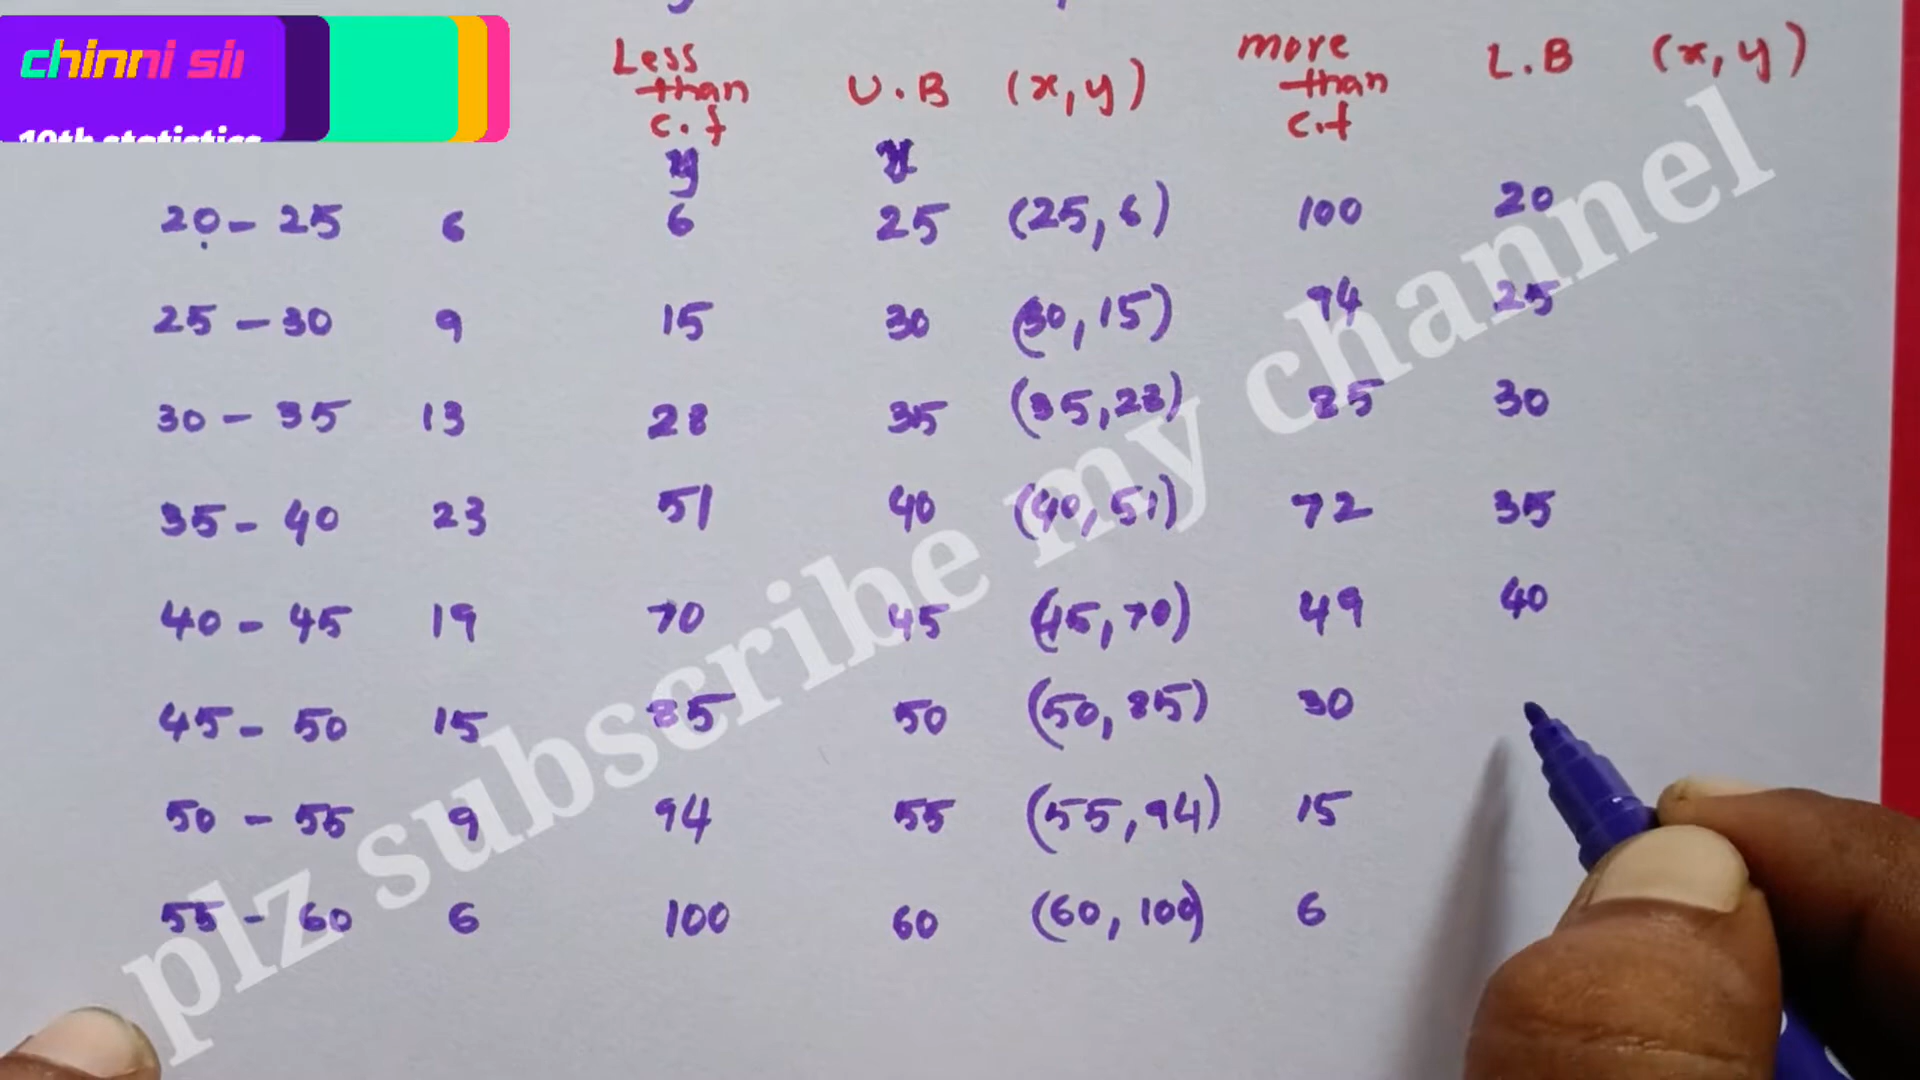 chinni sir
10th statistics
Less than c.f
U.B
(x,y)
more than c.f
L.B
(x,y)
y
x
20 - 25 6 6 25 (25,6) 100 20
25 - 30 9 15 30 (30,15) 94 25
30 - 35 13 28 35 (35,28) 85 30
35 - 40 23 51 40 (40,51) 72 35
40 - 45 19 70 45 (45,70) 49 40
45 - 50 15 85 50 (50,85) 30
50 - 55 9 94 55 (55,94) 15
55 - 60 6 100 60 (60,100) 6
plz subscribe my channel